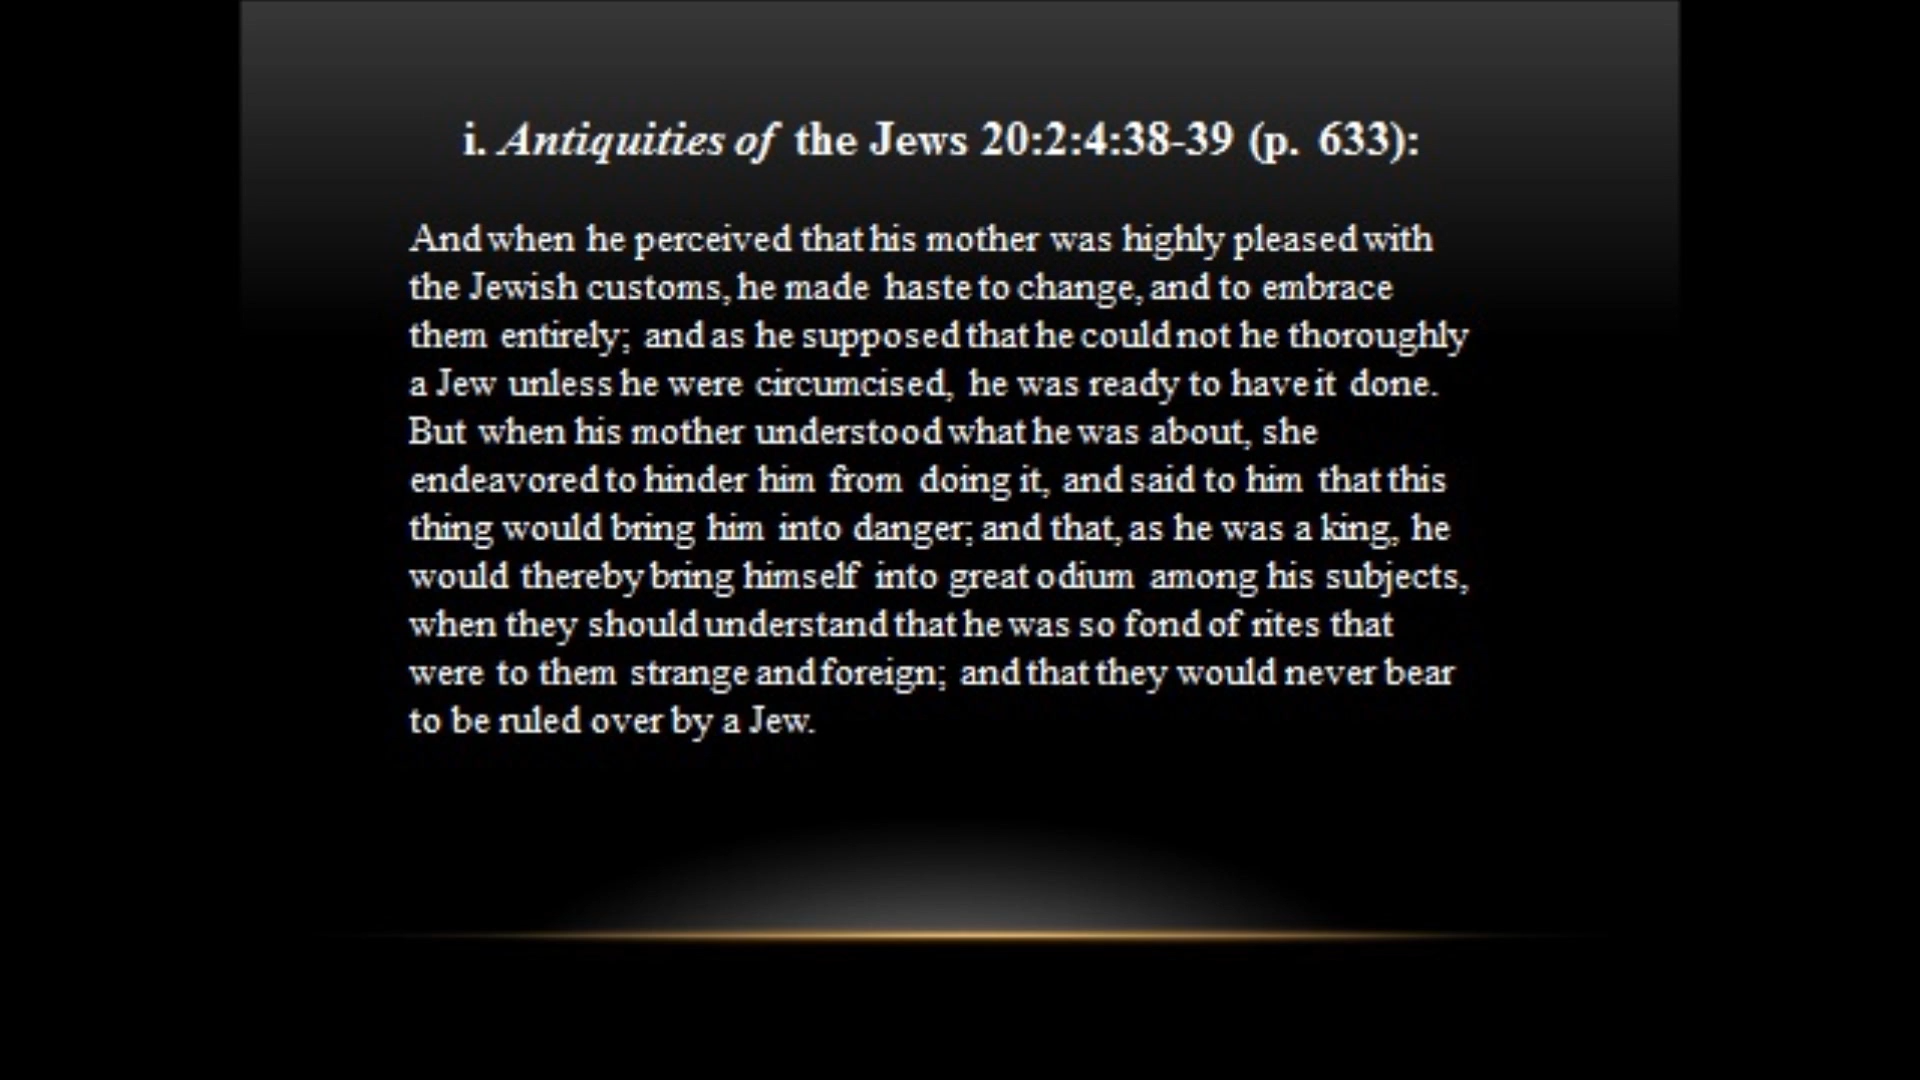 i. Antiquities of the Jews 20:2:4:38-39 (p. 633):
And when he perceived that his mother was highly pleased with
the Jewish customs, he made haste to change, and to embrace
them entirely; and as he supposed that he could not he thoroughly
a Jew unless he were circumcised, he was ready to have it done.
But when his mother understood what he was about, she
endeavored to hinder him from doing it, and said to him that this
thing would bring him into danger; and that, as he was a king, he
would thereby bring himself into great odium among his subjects,
when they should understand that he was so fond of rites that
were to them strange and foreign; and that they would never bear
to be ruled over by a Jew.